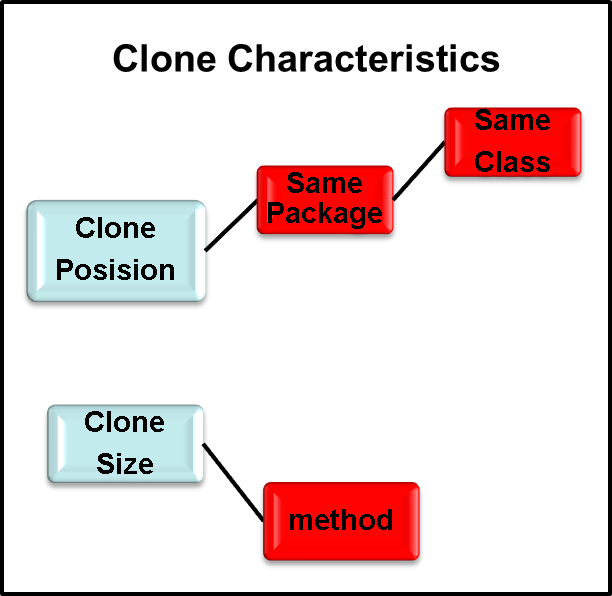 Clone Characteristics
Same
Class
Same
Package
Clone
Posision
Clone
Size
method